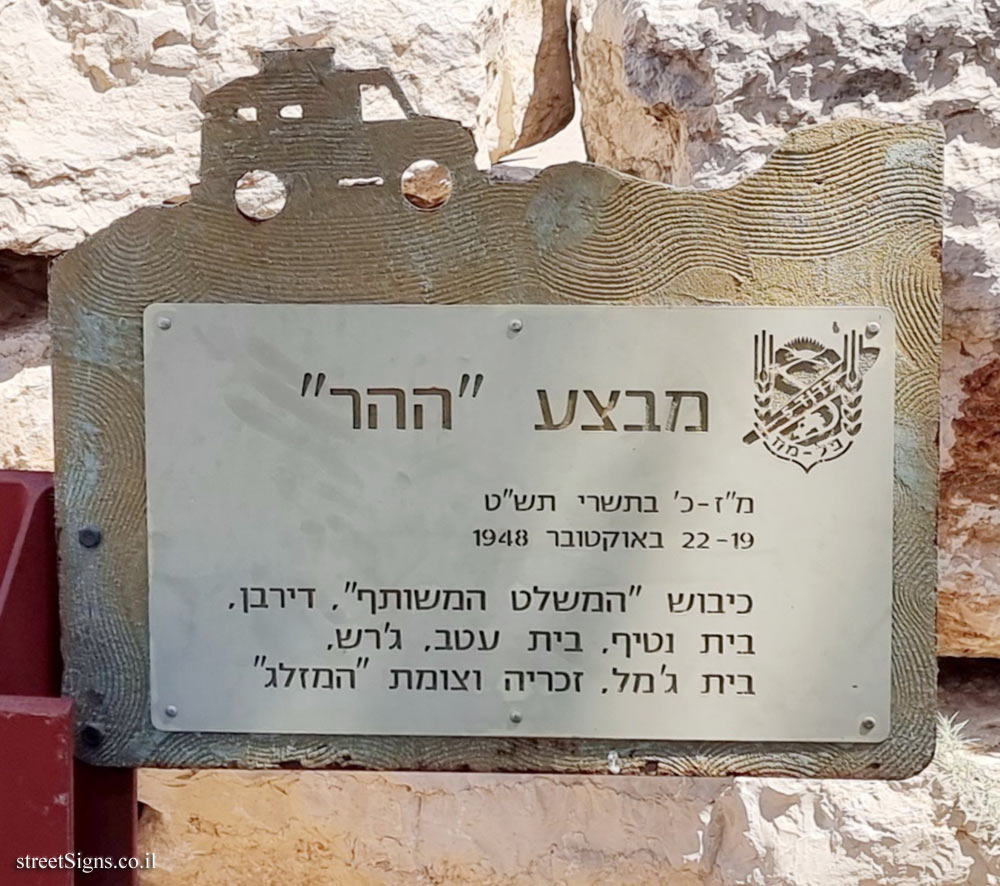 מבצע "ההר"
פל-מח
מ"ז-כ' בתשרי תש"ט
19-22 באוקטובר 1948
כיבוש "המשלט המשותף", דירבן,
בית נטיף, בית עטב, ג'רש,
בית ג'מל, זכריה וצומת "המזלג"
streetSigns.co.il